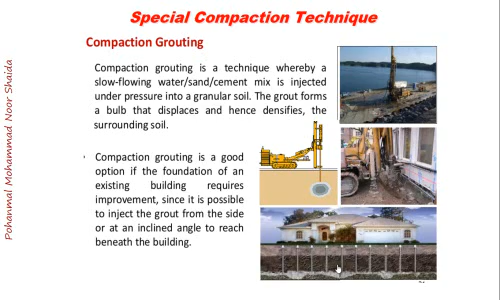 Special Compaction Technique
Compaction Grouting
Compaction grouting is a technique whereby a
slow-flowing water/sand/cement mix is injected
under pressure into a granular soil. The grout forms
a bulb that displaces and hence densifies, the
surrounding soil.
Compaction grouting is a good
option if the foundation of an
existing building requires
improvement, since it is possible
to inject the grout from the side
or at an inclined angle to reach
beneath the building.
Pohanmal Mohammad Noor Shaida